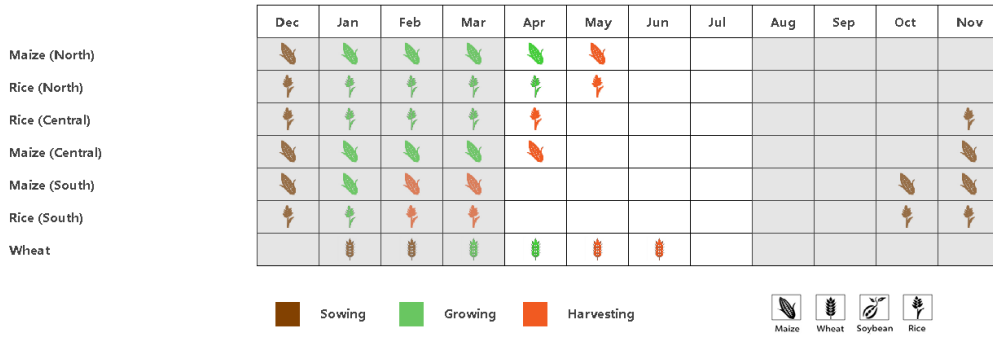 Dec Jan Feb Mar Apr May Jun Jul Aug Sep Oct Nov
Maize (North)
Rice (North)
Rice (Central)
Maize (Central)
Maize (South)
Rice (South)
Wheat
Sowing Growing Harvesting
Maize Wheat Soybean Rice